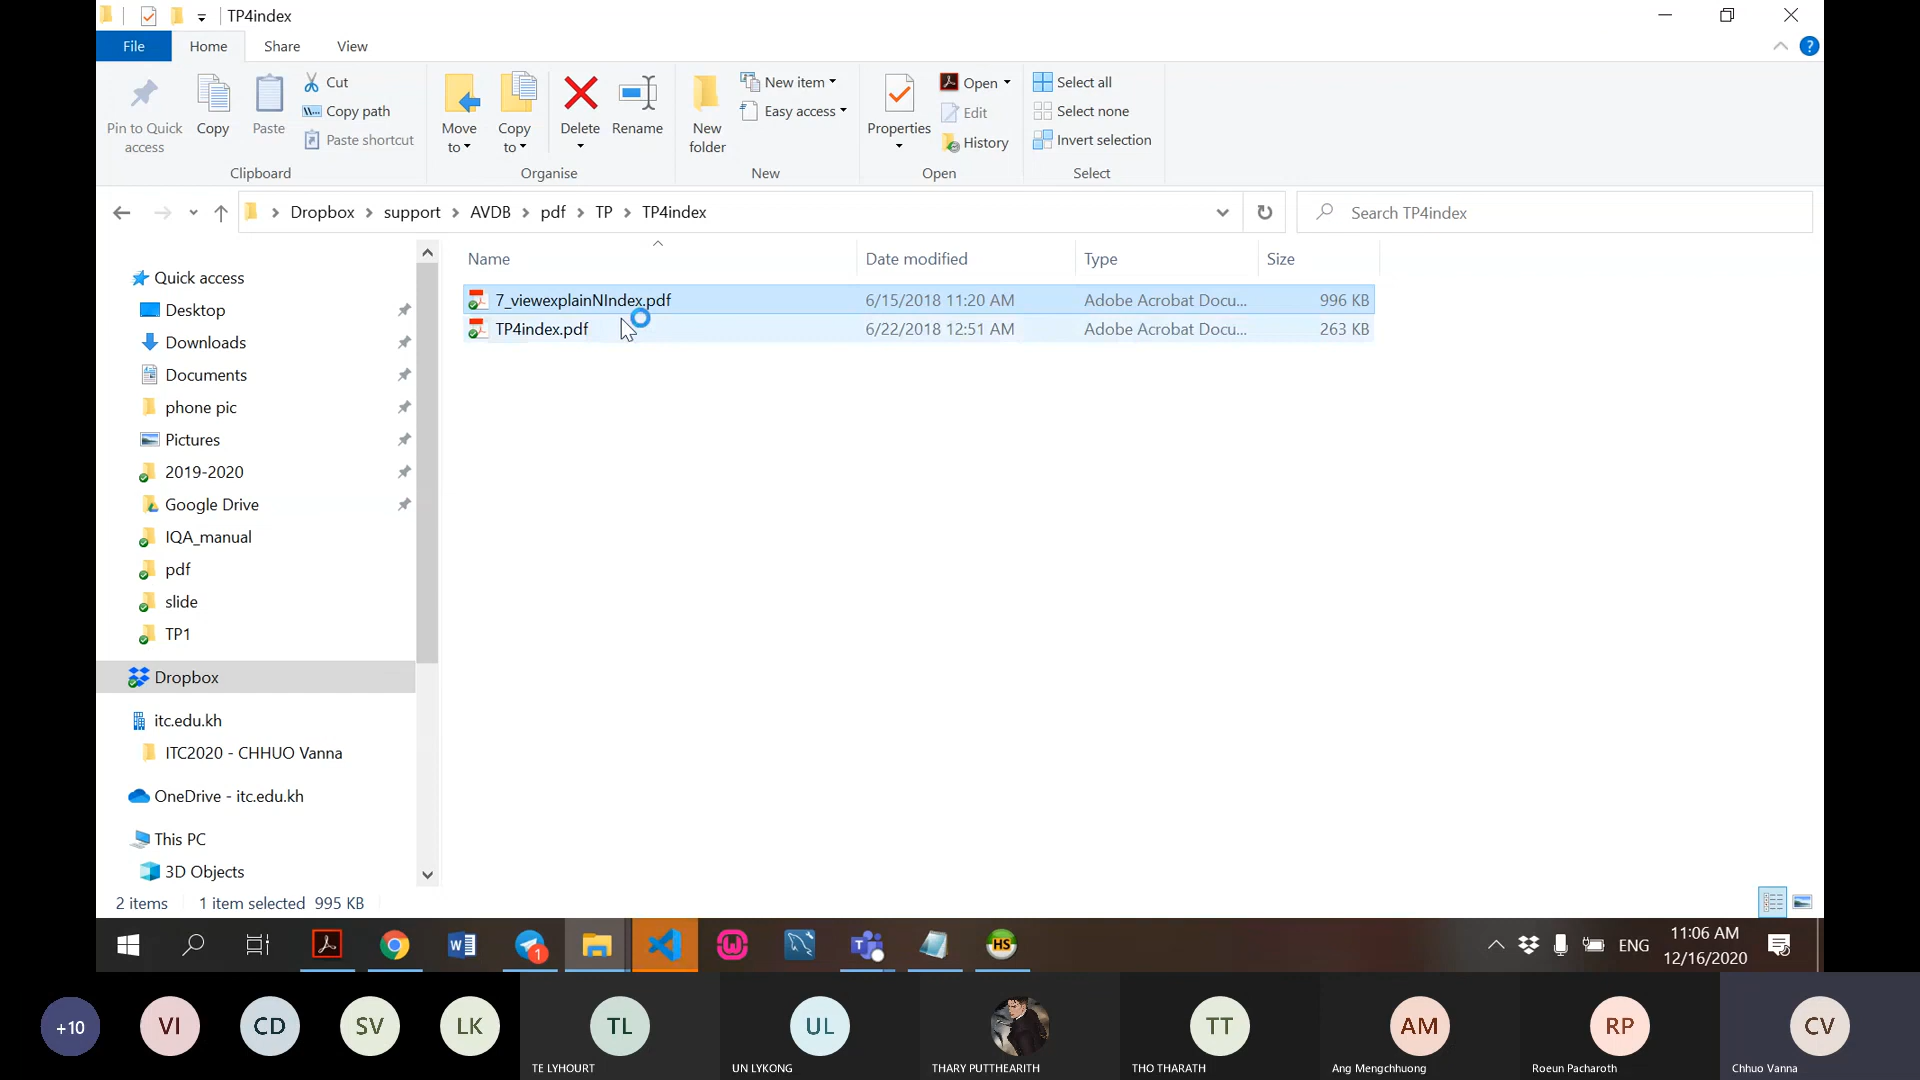 TP4index
File
Home
Share
View
Pin to Quick access
Copy
Paste
Cut
Copy path
Paste shortcut
Clipboard
Move to
Copy to
Delete
Rename
Organise
New folder
New item
Easy access
New
Properties
Open
Edit
History
Open
Select all
Select none
Invert selection
Select
Dropbox
support
AVDB
pdf
TP
TP4index
Search TP4index
Name
Date modified
Type
Size
7_viewexplainNIndex.pdf
6/15/2018 11:20 AM
Adobe Acrobat Docu...
996 KB
TP4index.pdf
6/22/2018 12:51 AM
Adobe Acrobat Docu...
263 KB
Quick access
Desktop
Downloads
Documents
phone pic
Pictures
2019-2020
Google Drive
IQA_manual
pdf
slide
TP1
Dropbox
itc.edu.kh
ITC2020 - CHHUO Vanna
OneDrive - itc.edu.kh
This PC
3D Objects
2 items
1 item selected 995 KB
1
HS
ENG
11:06 AM
12/16/2020
+10
VI
CD
SV
LK
TL
TE LYHOURT
UL
UN LYKONG
THARY PUTTHEARITH
TT
THO THARATH
AM
Ang Mengchhuong
RP
Roeun Pacharoth
CV
Chhuo Vanna